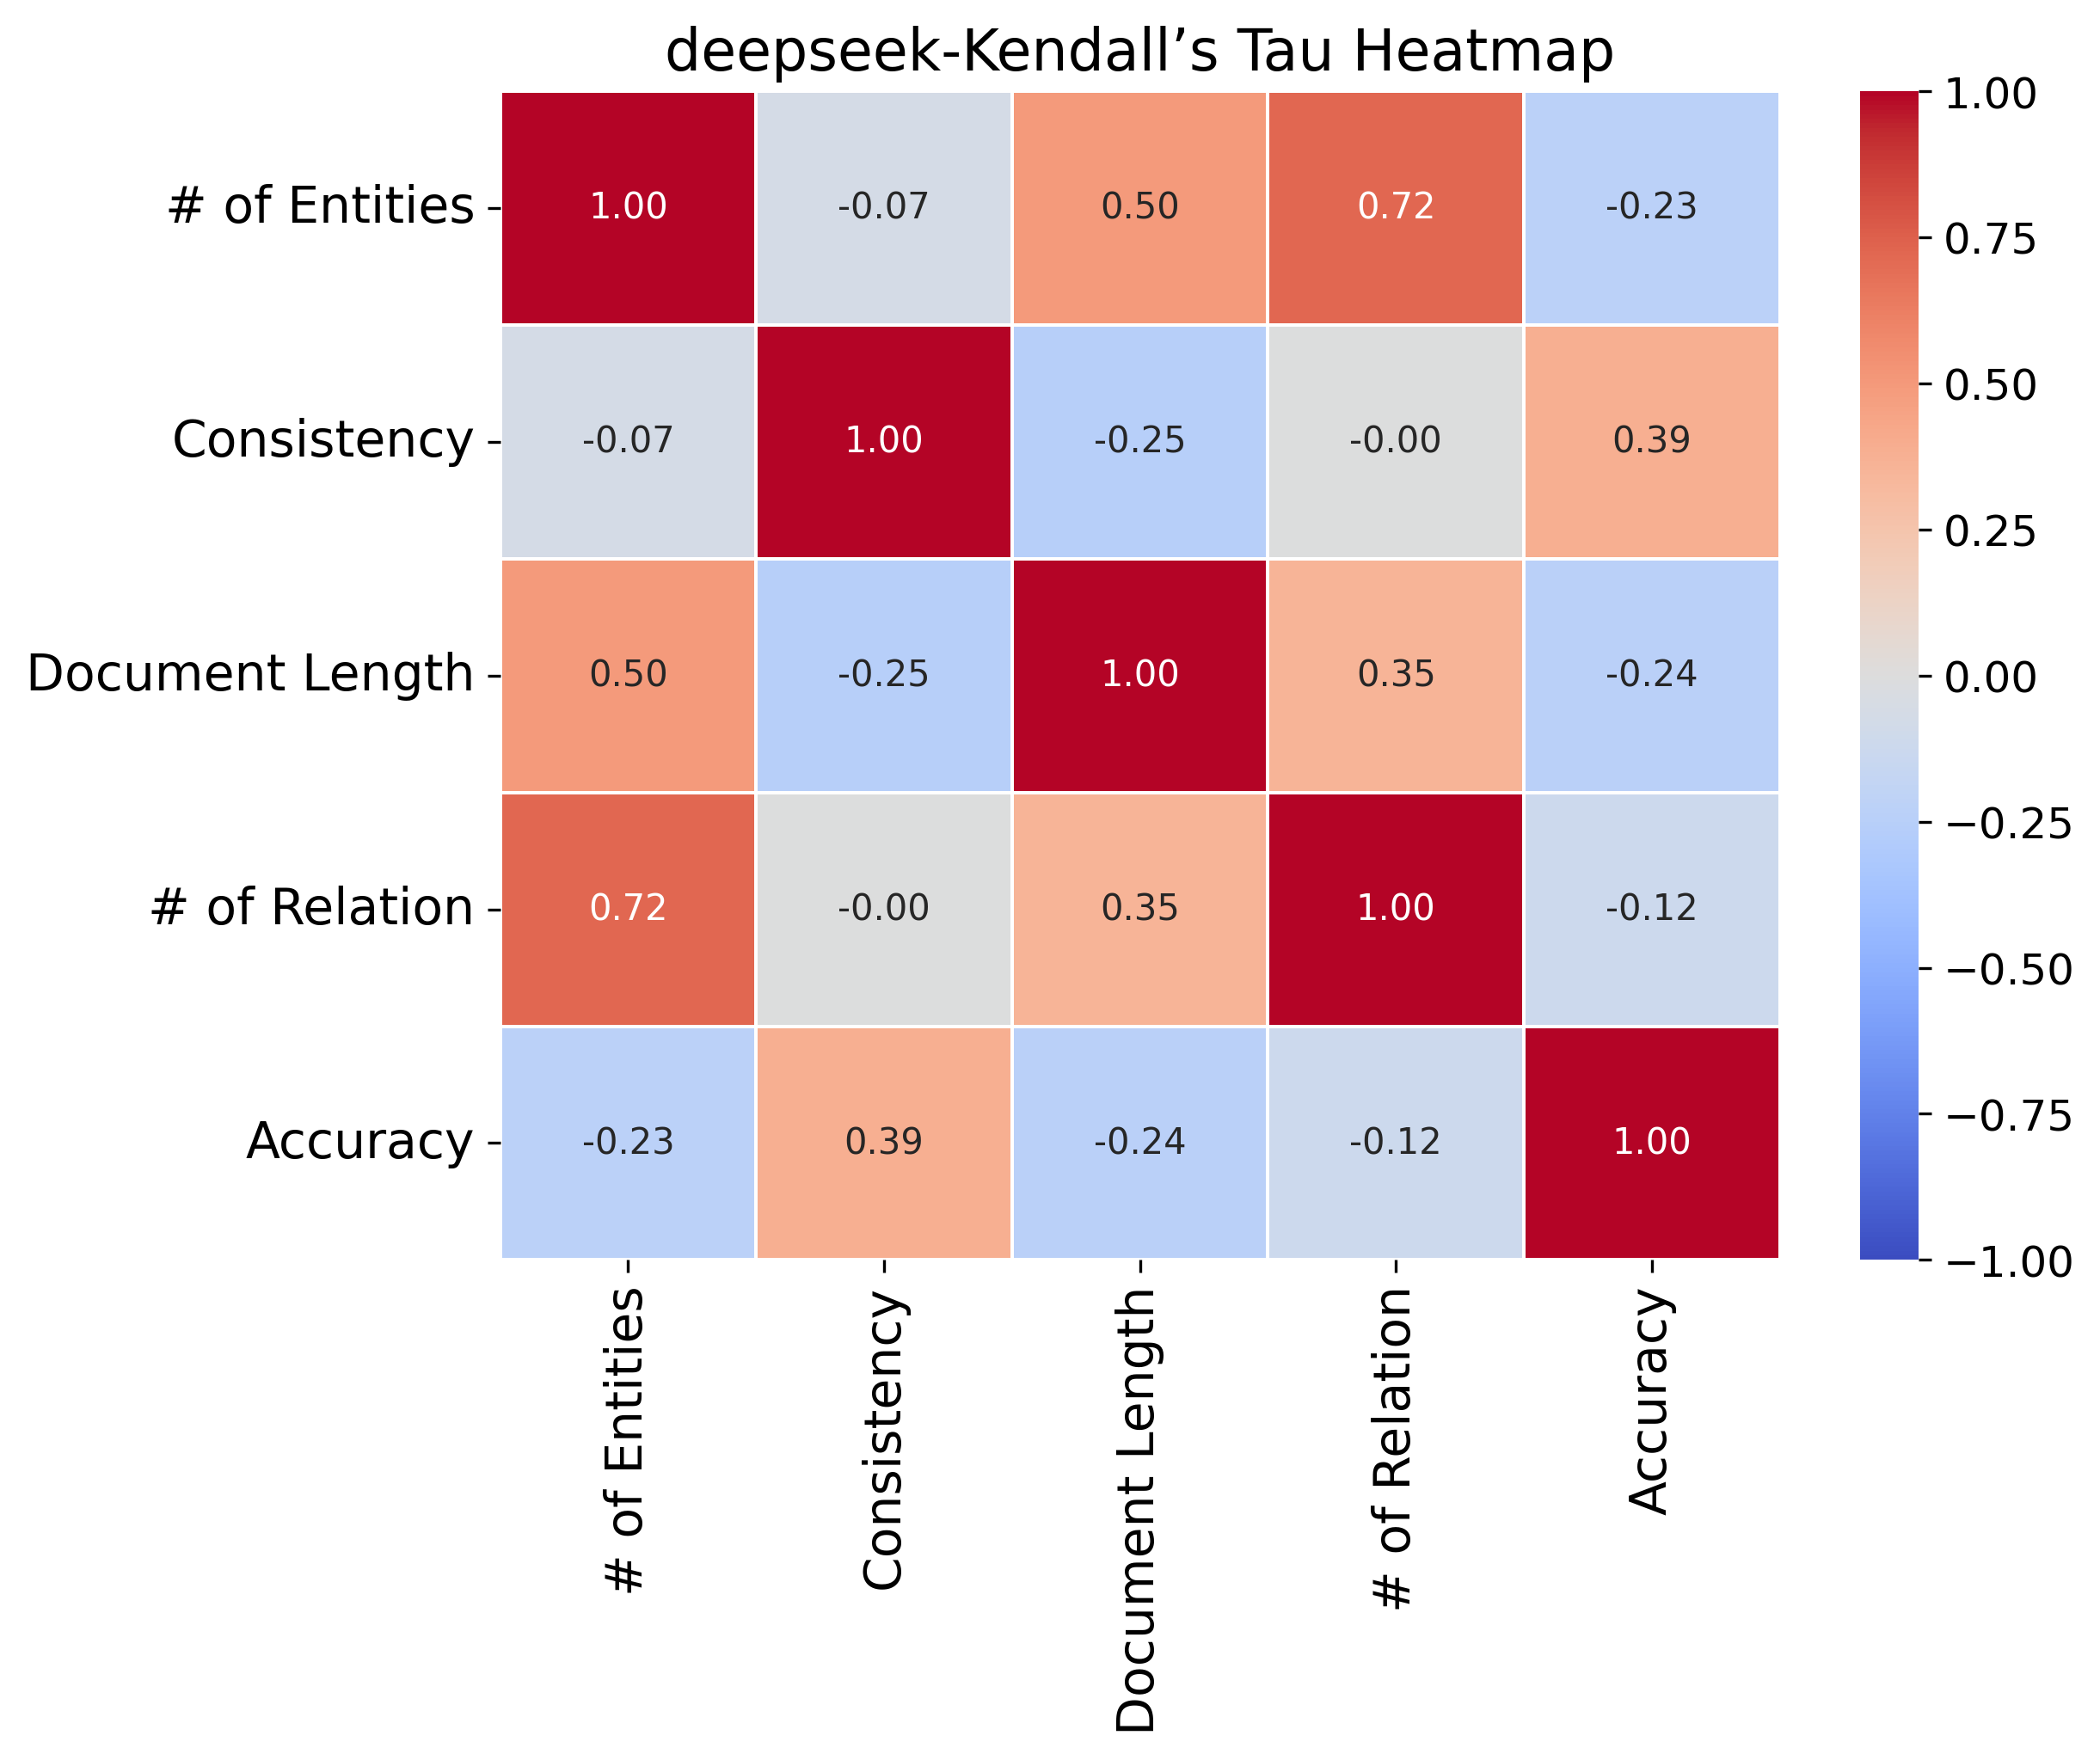 deepseek-Kendall’s Tau Heatmap
# of Entities 1.00 -0.07 0.50 0.72 -0.23
Consistency -0.07 1.00 -0.25 -0.00 0.39
Document Length 0.50 -0.25 1.00 0.35 -0.24
# of Relation 0.72 -0.00 0.35 1.00 -0.12
Accuracy -0.23 0.39 -0.24 -0.12 1.00
# of Entities
Consistency
Document Length
# of Relation
Accuracy
1.00
0.75
0.50
0.25
0.00
−0.25
−0.50
−0.75
−1.00